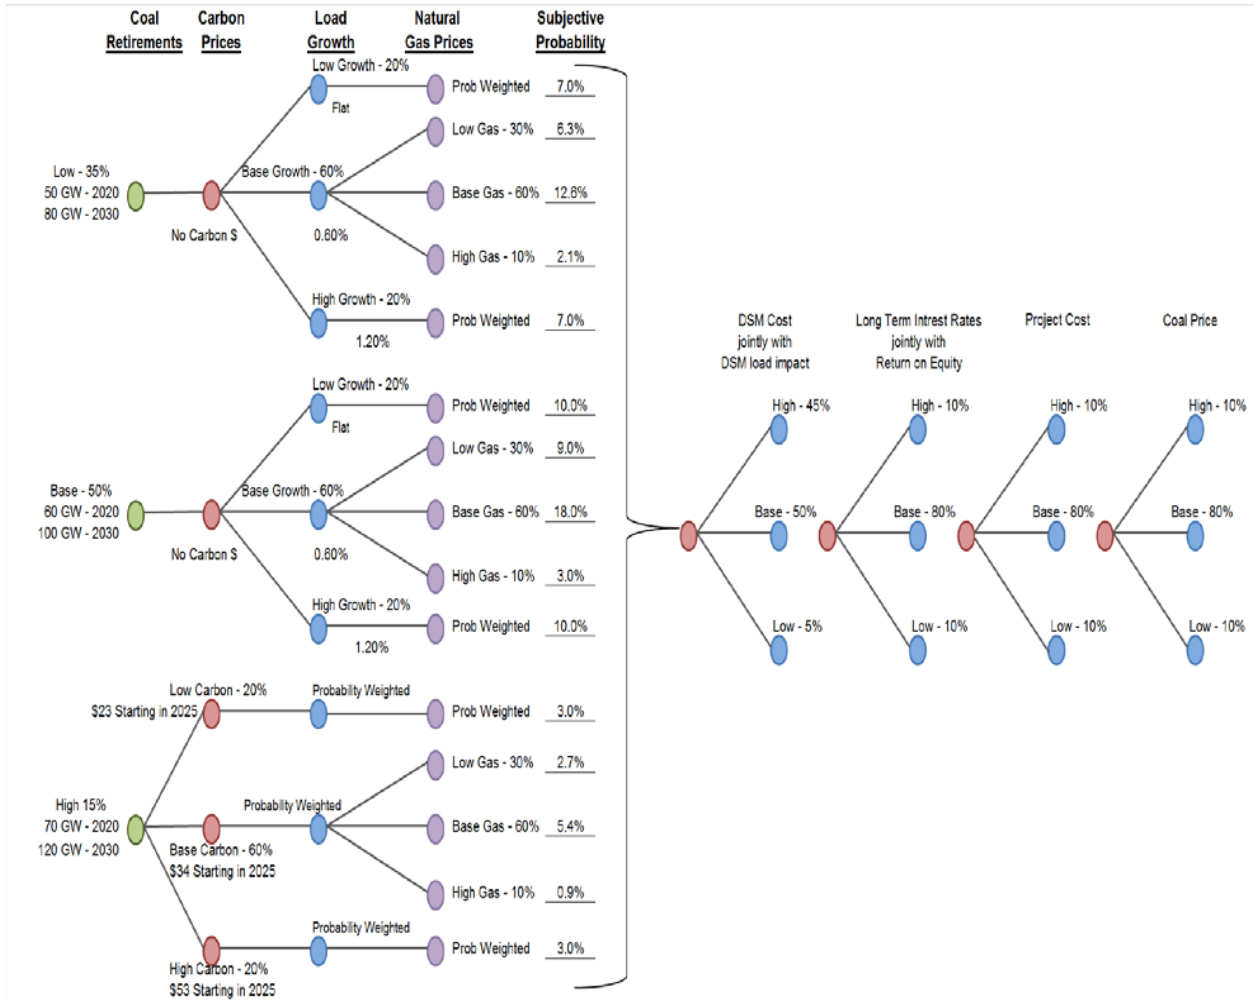 Coal Carbon Load Natural Subjective
Retirements Prices Growth Gas Prices Probability
Low Growth - 20%
Prob Weighted 7.0%
Flat
Low Gas - 30% 6.3%
Low - 35%
50 GW - 2020
80 GW - 2030
Base Growth - 60%
Base Gas - 60% 12.6%
No Carbon $ 0.60%
High Gas - 10% 2.1%
High Growth - 20%
Prob Weighted 7.0%
1.20%
Low Growth - 20%
Prob Weighted 10.0%
Flat
Low Gas - 30% 9.0%
Base - 50%
60 GW - 2020
100 GW - 2030
Base Growth - 60%
Base Gas - 60% 18.0%
No Carbon $ 0.60%
High Gas - 10% 3.0%
High Growth - 20%
Prob Weighted 10.0%
1.20%
Low Carbon - 20% Probability Weighted
$23 Starting in 2025 Prob Weighted 3.0%
Low Gas - 30% 2.7%
High 15%
70 GW - 2020
120 GW - 2030
Probability Weighted
Base Gas - 60% 5.4%
Base Carbon - 60%
$34 Starting in 2025
High Gas - 10% 0.9%
Probability Weighted
Prob Weighted 3.0%
High Carbon - 20%
$53 Starting in 2025
DSM Cost
jointly with
DSM load impact
Long Term Intrest Rates
jointly with
Return on Equity
Project Cost
Coal Price
High - 45% High - 10% High - 10% High - 10%
Base - 50% Base - 80% Base - 80% Base - 80%
Low - 5% Low - 10% Low - 10% Low - 10%